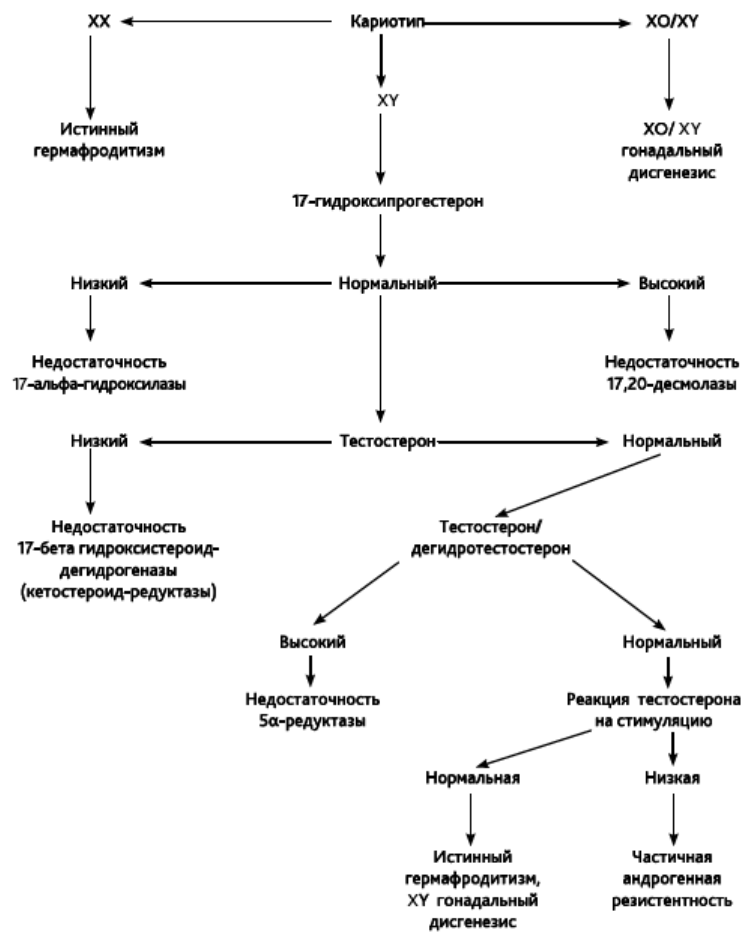 XX
Кариотип
XO/XY
XY
Истинный
гермафродитизм
XO/ XY
гонадальный
дисгенезис
17-гидроксипрогестерон
Низкий
Нормальный
Высокий
Недостаточность
17-альфа-гидроксилазы
Недостаточность
17,20-десмолазы
Низкий
Тестостерон
Нормальный
Недостаточность
17-бета гидроксистероид-
дегидрогеназы
(кетостероид-редуктазы)
Тестостерон/
дегидротестостерон
Высокий
Нормальный
Недостаточность
5α-редуктазы
Реакция тестостерона
на стимуляцию
Нормальная
Низкая
Истинный
гермафродитизм,
XY гонадальный
дисгенезис
Частичная
андрогенная
резистентность